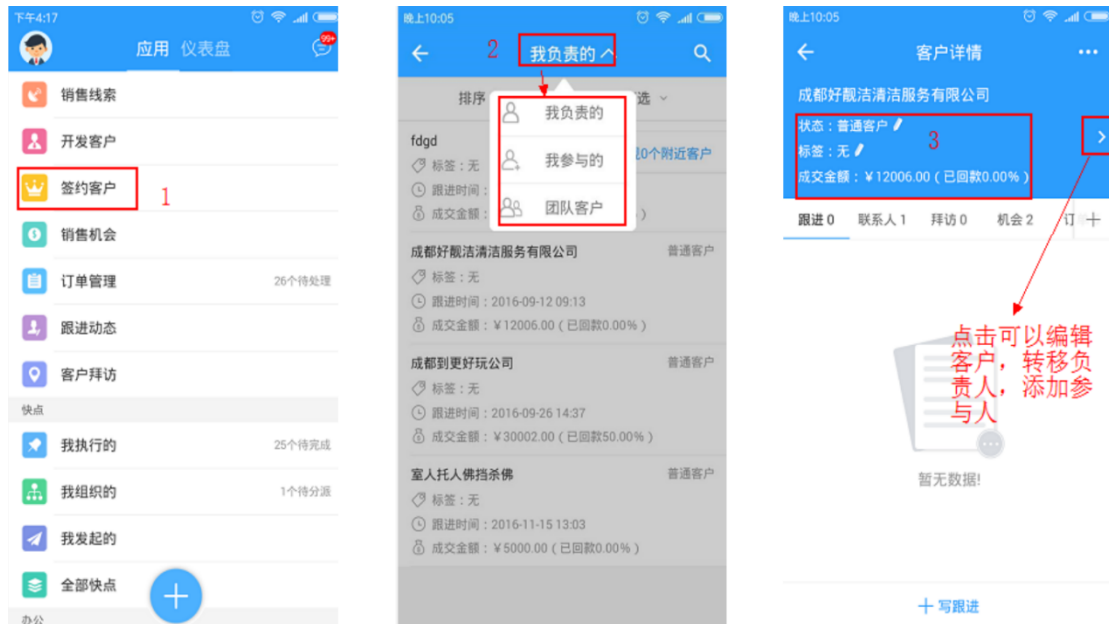 下午4:17
应用 仪表盘
99+
销售线索
开发客户
签约客户
1
销售机会
订单管理 26个待处理
跟进动态
客户拜访
快点
我执行的 25个待完成
我组织的 1个待分派
我发起的
全部快点
办公
晚上10:05
2 我负责的
排序 选
我负责的
我参与的
团队客户
fdgd
0个附近客户
标签：无
跟进时间：
成交金额： )
成都好靓洁清洁服务有限公司 普通客户
标签：无
跟进时间：2016-09-12 09:13
成交金额：￥12006.00 ( 已回款0.00% )
成都到更好玩公司 普通客户
标签：无
跟进时间：2016-09-26 14:37
成交金额：￥30002.00 ( 已回款50.00% )
室人托人佛挡杀佛 普通客户
标签：无
跟进时间：2016-11-15 13:03
成交金额：￥5000.00 ( 已回款0.00% )
晚上10:05
客户详情
成都好靓洁清洁服务有限公司
状态：普通客户
3
标签：无
成交金额：￥12006.00 ( 已回款0.00% )
跟进 0 联系人 1 拜访 0 机会 2 订
点击可以编辑
客户，转移负
责人，添加参
与人
暂无数据!
写跟进